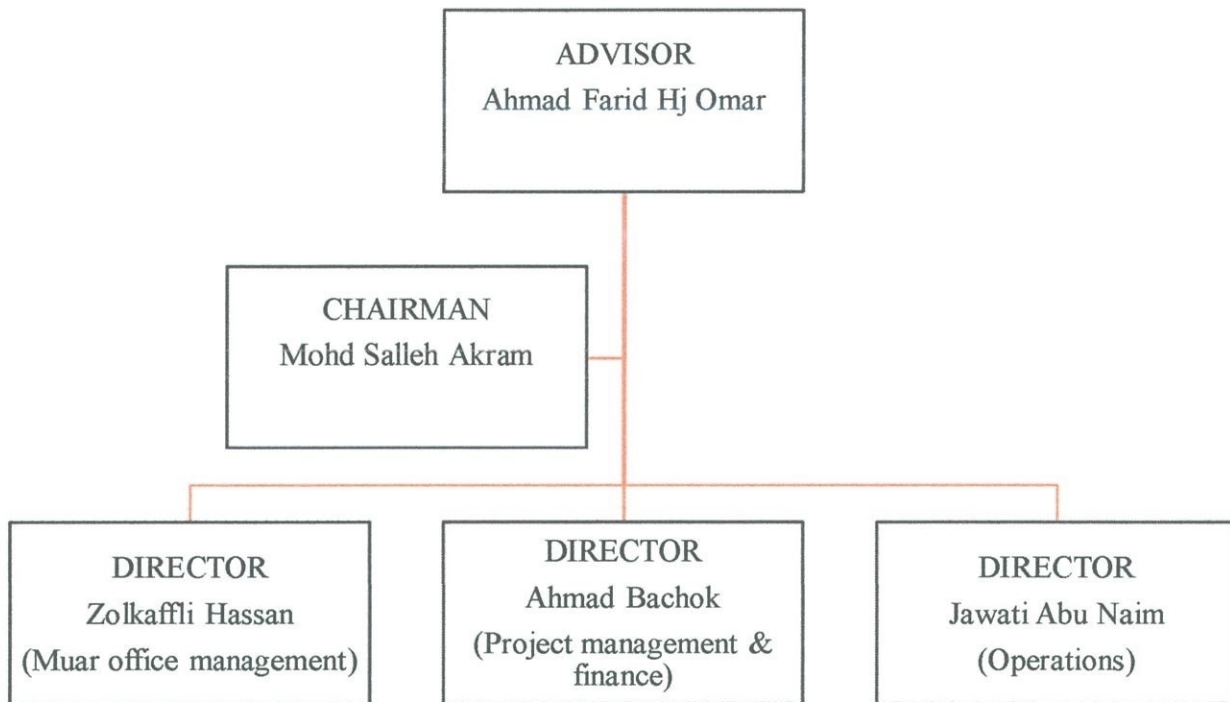 ADVISOR
Ahmad Farid Hj Omar
CHAIRMAN
Mohd Salleh Akram
DIRECTOR
Zolkaffli Hassan
(Muar office management)
DIRECTOR
Ahmad Bachok
(Project management &
finance)
DIRECTOR
Jawati Abu Naim
(Operations)